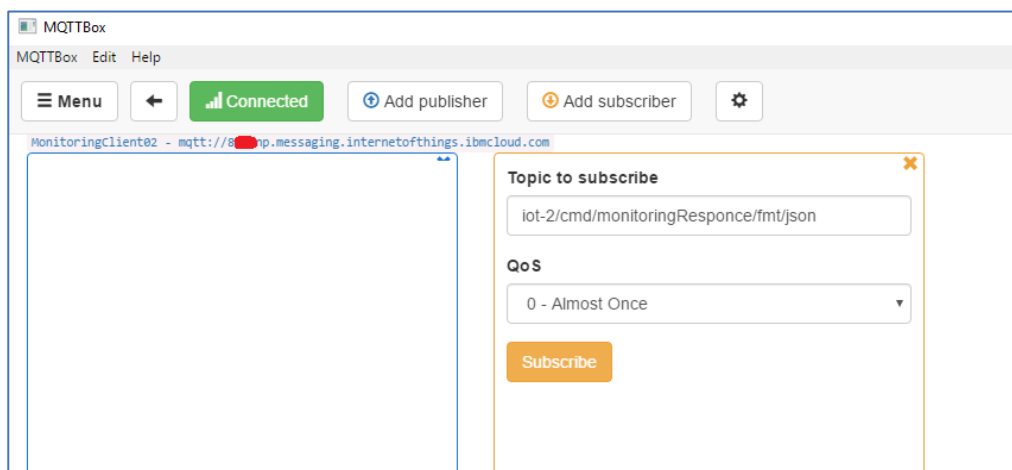 MQTTBox
MQTTBox Edit Help
Menu Connected Add publisher Add subscriber
MonitoringClient02 - mqtt://8 np.messaging.internetofthings.ibmcloud.com
Topic to subscribe
iot-2/cmd/monitoringResponce/fmt/json
QoS
0 - Almost Once
Subscribe